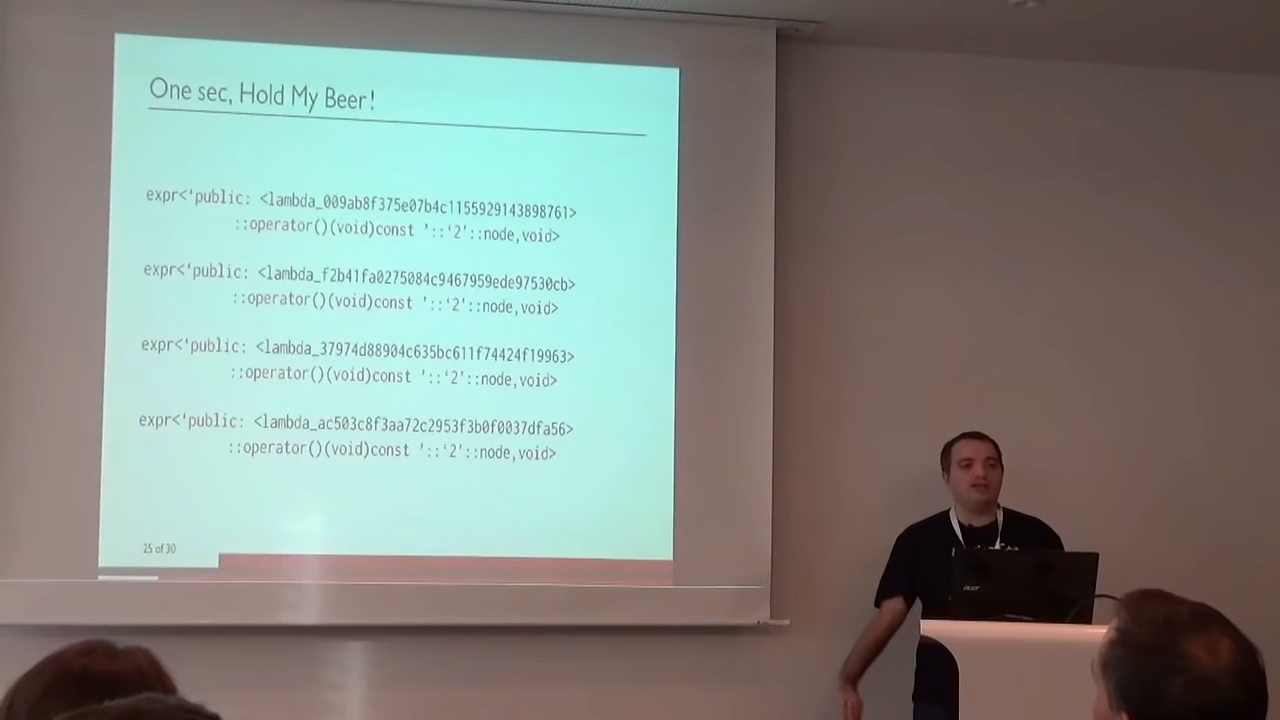 One sec, Hold My Beer!
expr<‘public: <lambda_009ab8f375e07b4c1155929143898761>
::operator()(void)const ’::‘2’::node,void>
expr<‘public: <lambda_f2b41fa0275084c9467959ede97530cb>
::operator()(void)const ’::‘2’::node,void>
expr<‘public: <lambda_37974d88904c635bc611f74424f19963>
::operator()(void)const ’::‘2’::node,void>
expr<‘public: <lambda_ac503c8f3aa72c2953f3b0f0037dfa56>
::operator()(void)const ’::‘2’::node,void>
25 of 30
acer